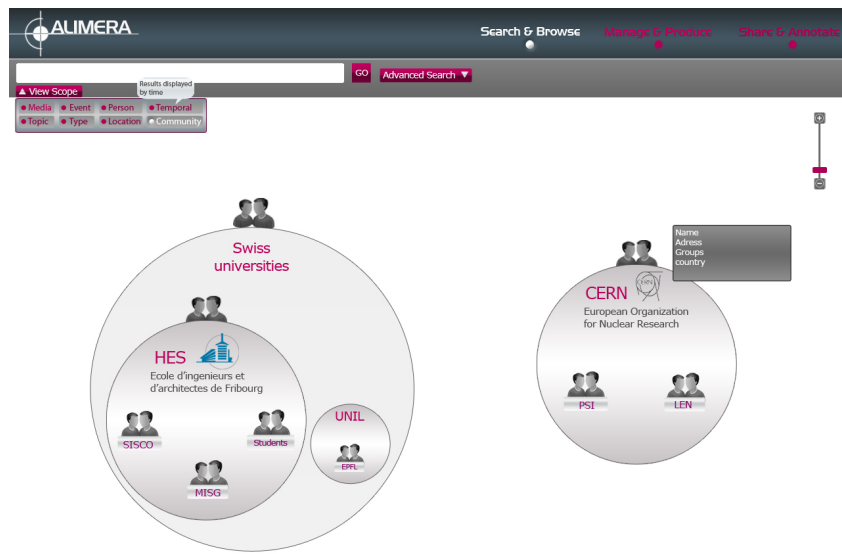 ALIMERA
Search & Browse
Manage & Product
Share & Annotate
GO
Advanced Search ▼
▲ View Scope
Results displayed
by time
Media
Event
Person
Temporal
Topic
Type
Location
Community
Swiss
universities
HES
Ecole d'ingenieurs et
d'architectes de Fribourg
SISCO
Students
MISG
UNIL
EPFL
Name
Adress
Groups
country
CERN
European Organization
for Nuclear Research
PSI
LEN